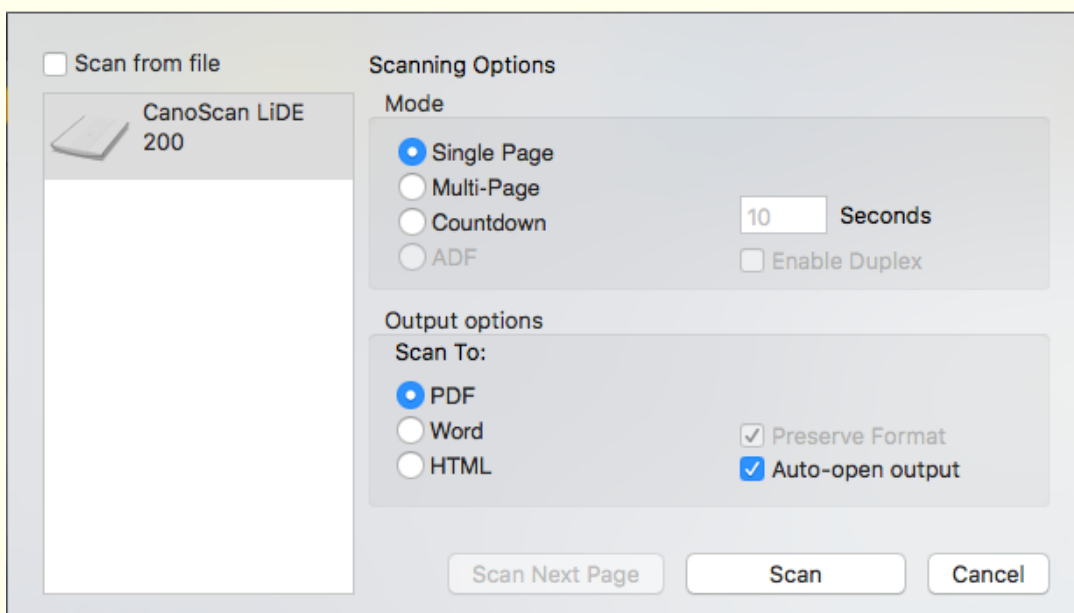 Scan from file
CanoScan LiDE
200
Scanning Options
Mode
Single Page
Multi-Page
Countdown
10 Seconds
ADF
Enable Duplex
Output options
Scan To:
PDF
Word
Preserve Format
HTML
Auto-open output
Scan Next Page
Scan
Cancel